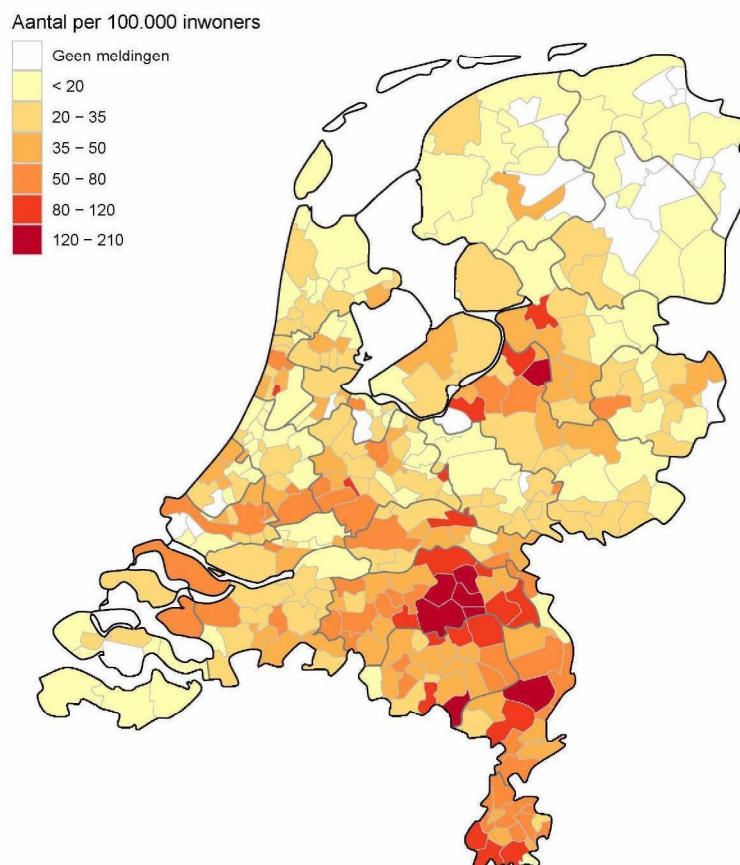 Aantal per 100.000 inwoners
Geen meldingen
< 20
20 – 35
35 – 50
50 – 80
80 – 120
120 – 210